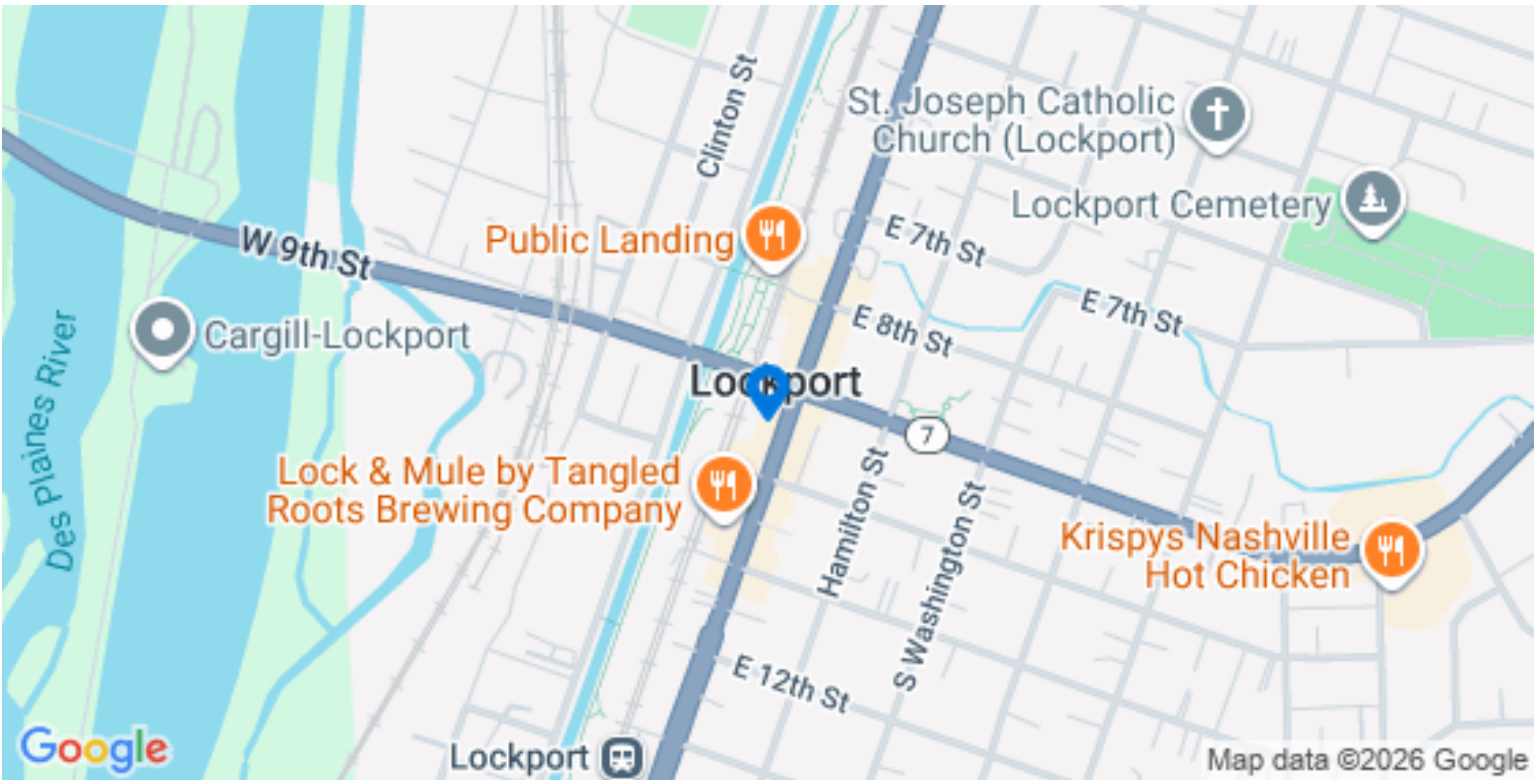 Clinton St
St. Joseph Catholic
Church (Lockport)
Lockport Cemetery
W 9th St
Public Landing
E 7th St
E 7th St
E 8th St
Cargill-Lockport
Des Plaines River
Lockport
7
Lock & Mule by Tangled
Roots Brewing Company
Hamilton St
S Washington St
Krispys Nashville
Hot Chicken
E 12th St
Lockport
Google
Map data ©2026 Google